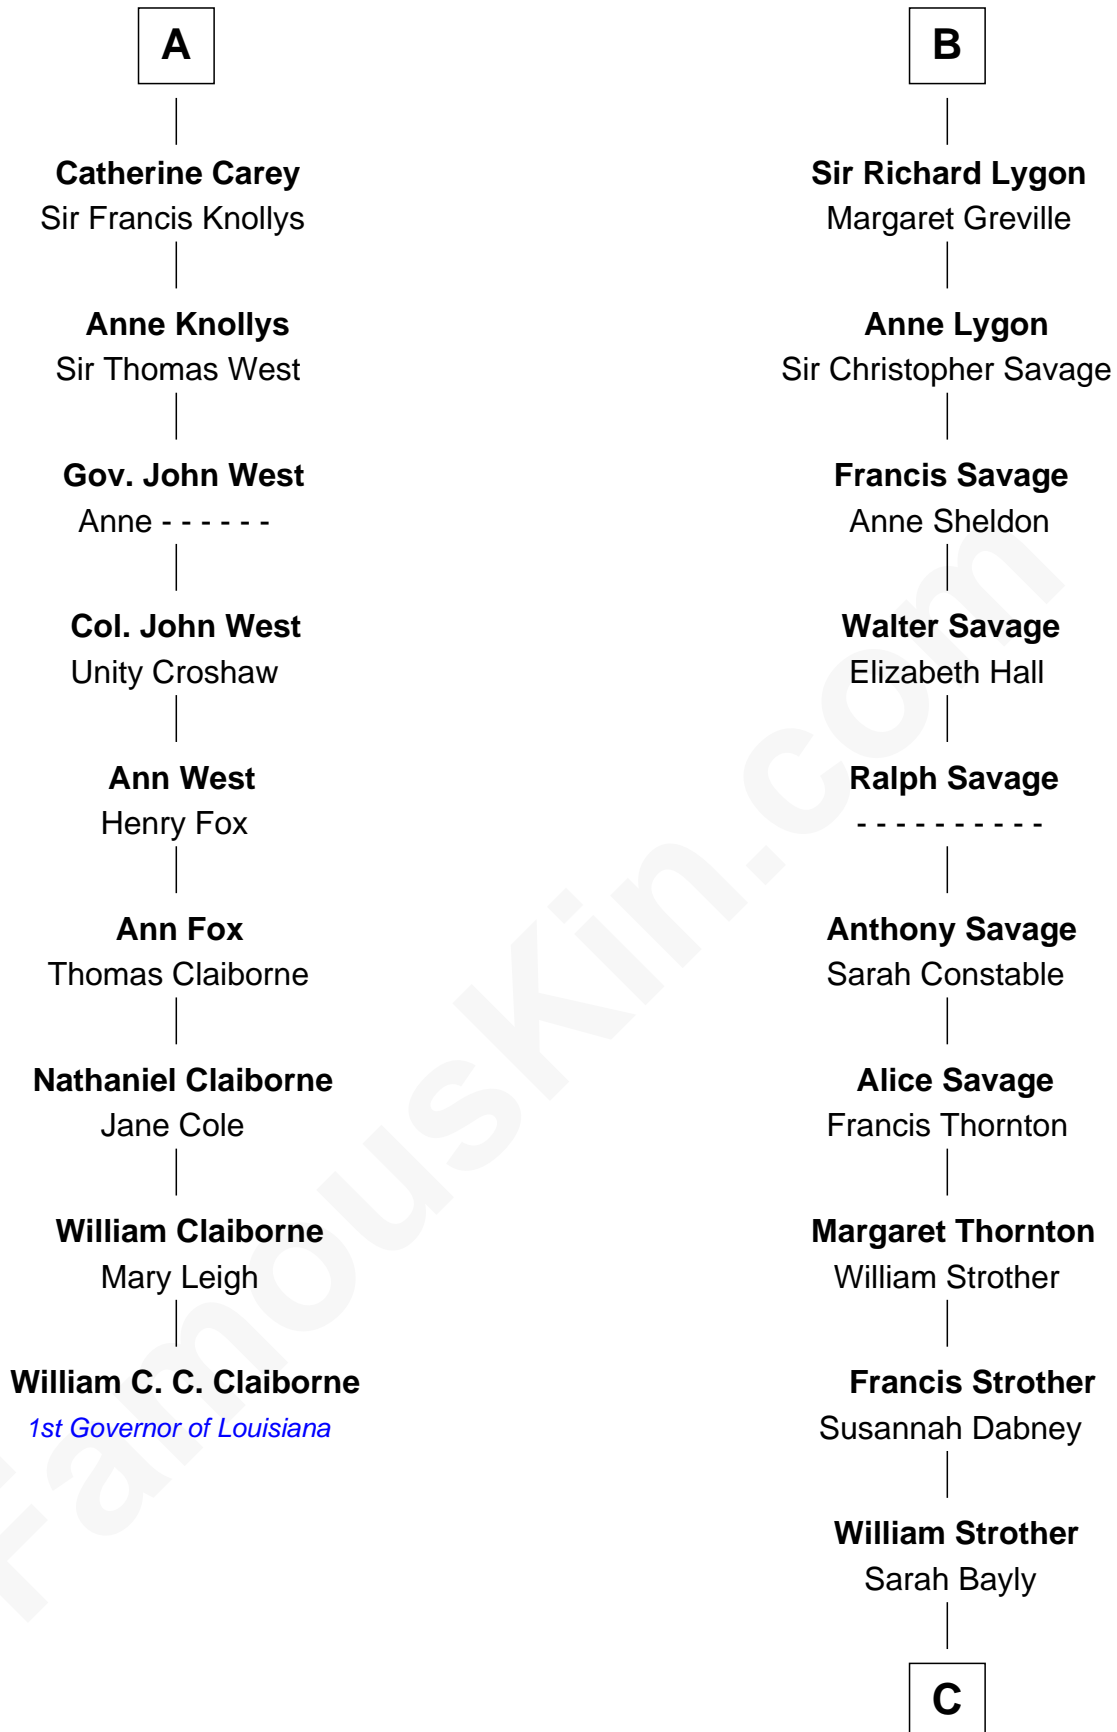 A
Catherine Carey
Sir Francis Knollys
Anne Knollys
Sir Thomas West
Gov. John West
Anne - - - - - -
Col. John West
Unity Croshaw
Ann West
Henry Fox
Ann Fox
Thomas Claiborne
Nathaniel Claiborne
Jane Cole
William Claiborne
Mary Leigh
William C. C. Claiborne
1st Governor of Louisiana
B
Sir Richard Lygon
Margaret Greville
Anne Lygon
Sir Christopher Savage
Francis Savage
Anne Sheldon
Walter Savage
Elizabeth Hall
Ralph Savage
- - - - - - - - - -
Anthony Savage
Sarah Constable
Alice Savage
Francis Thornton
Margaret Thornton
William Strother
Francis Strother
Susannah Dabney
William Strother
Sarah Bayly
C
FamousKin.com